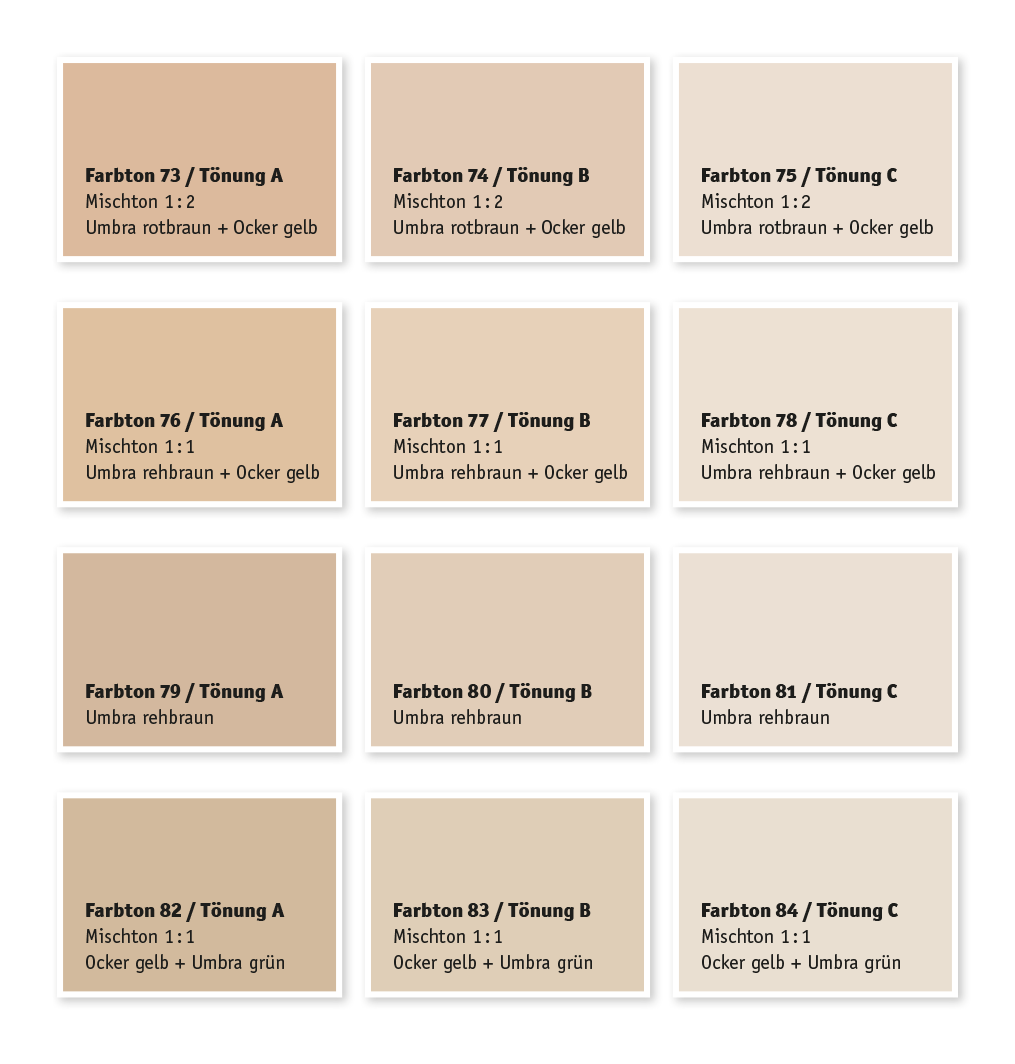 Farbton 73 / Tönung A
Mischton 1:2
Umbra rotbraun + Ocker gelb
Farbton 74 / Tönung B
Mischton 1:2
Umbra rotbraun + Ocker gelb
Farbton 75 / Tönung C
Mischton 1:2
Umbra rotbraun + Ocker gelb
Farbton 76 / Tönung A
Mischton 1:1
Umbra rehbraun + Ocker gelb
Farbton 77 / Tönung B
Mischton 1:1
Umbra rehbraun + Ocker gelb
Farbton 78 / Tönung C
Mischton 1:1
Umbra rehbraun + Ocker gelb
Farbton 79 / Tönung A
Umbra rehbraun
Farbton 80 / Tönung B
Umbra rehbraun
Farbton 81 / Tönung C
Umbra rehbraun
Farbton 82 / Tönung A
Mischton 1:1
Ocker gelb + Umbra grün
Farbton 83 / Tönung B
Mischton 1:1
Ocker gelb + Umbra grün
Farbton 84 / Tönung C
Mischton 1:1
Ocker gelb + Umbra grün